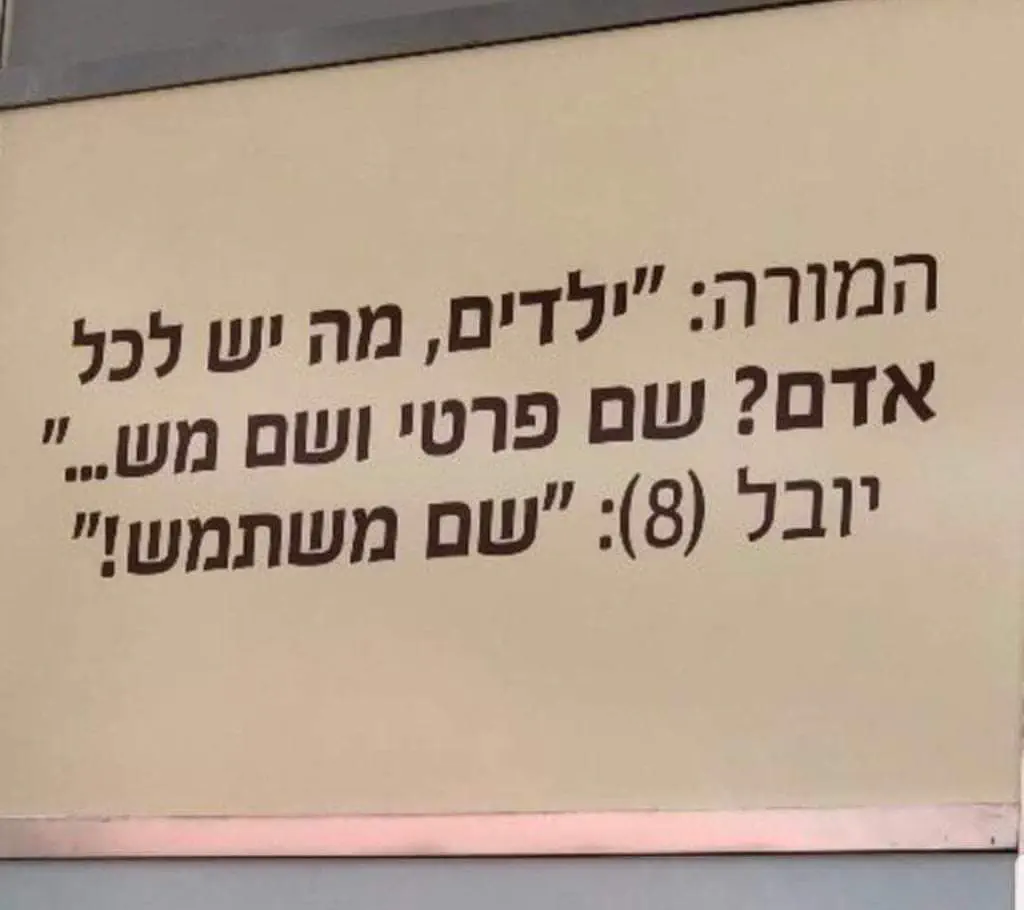 המורה: "ילדים, מה יש לכל
אדם? שם פרטי ושם מש..."
יובל (8): "שם משתמש!"